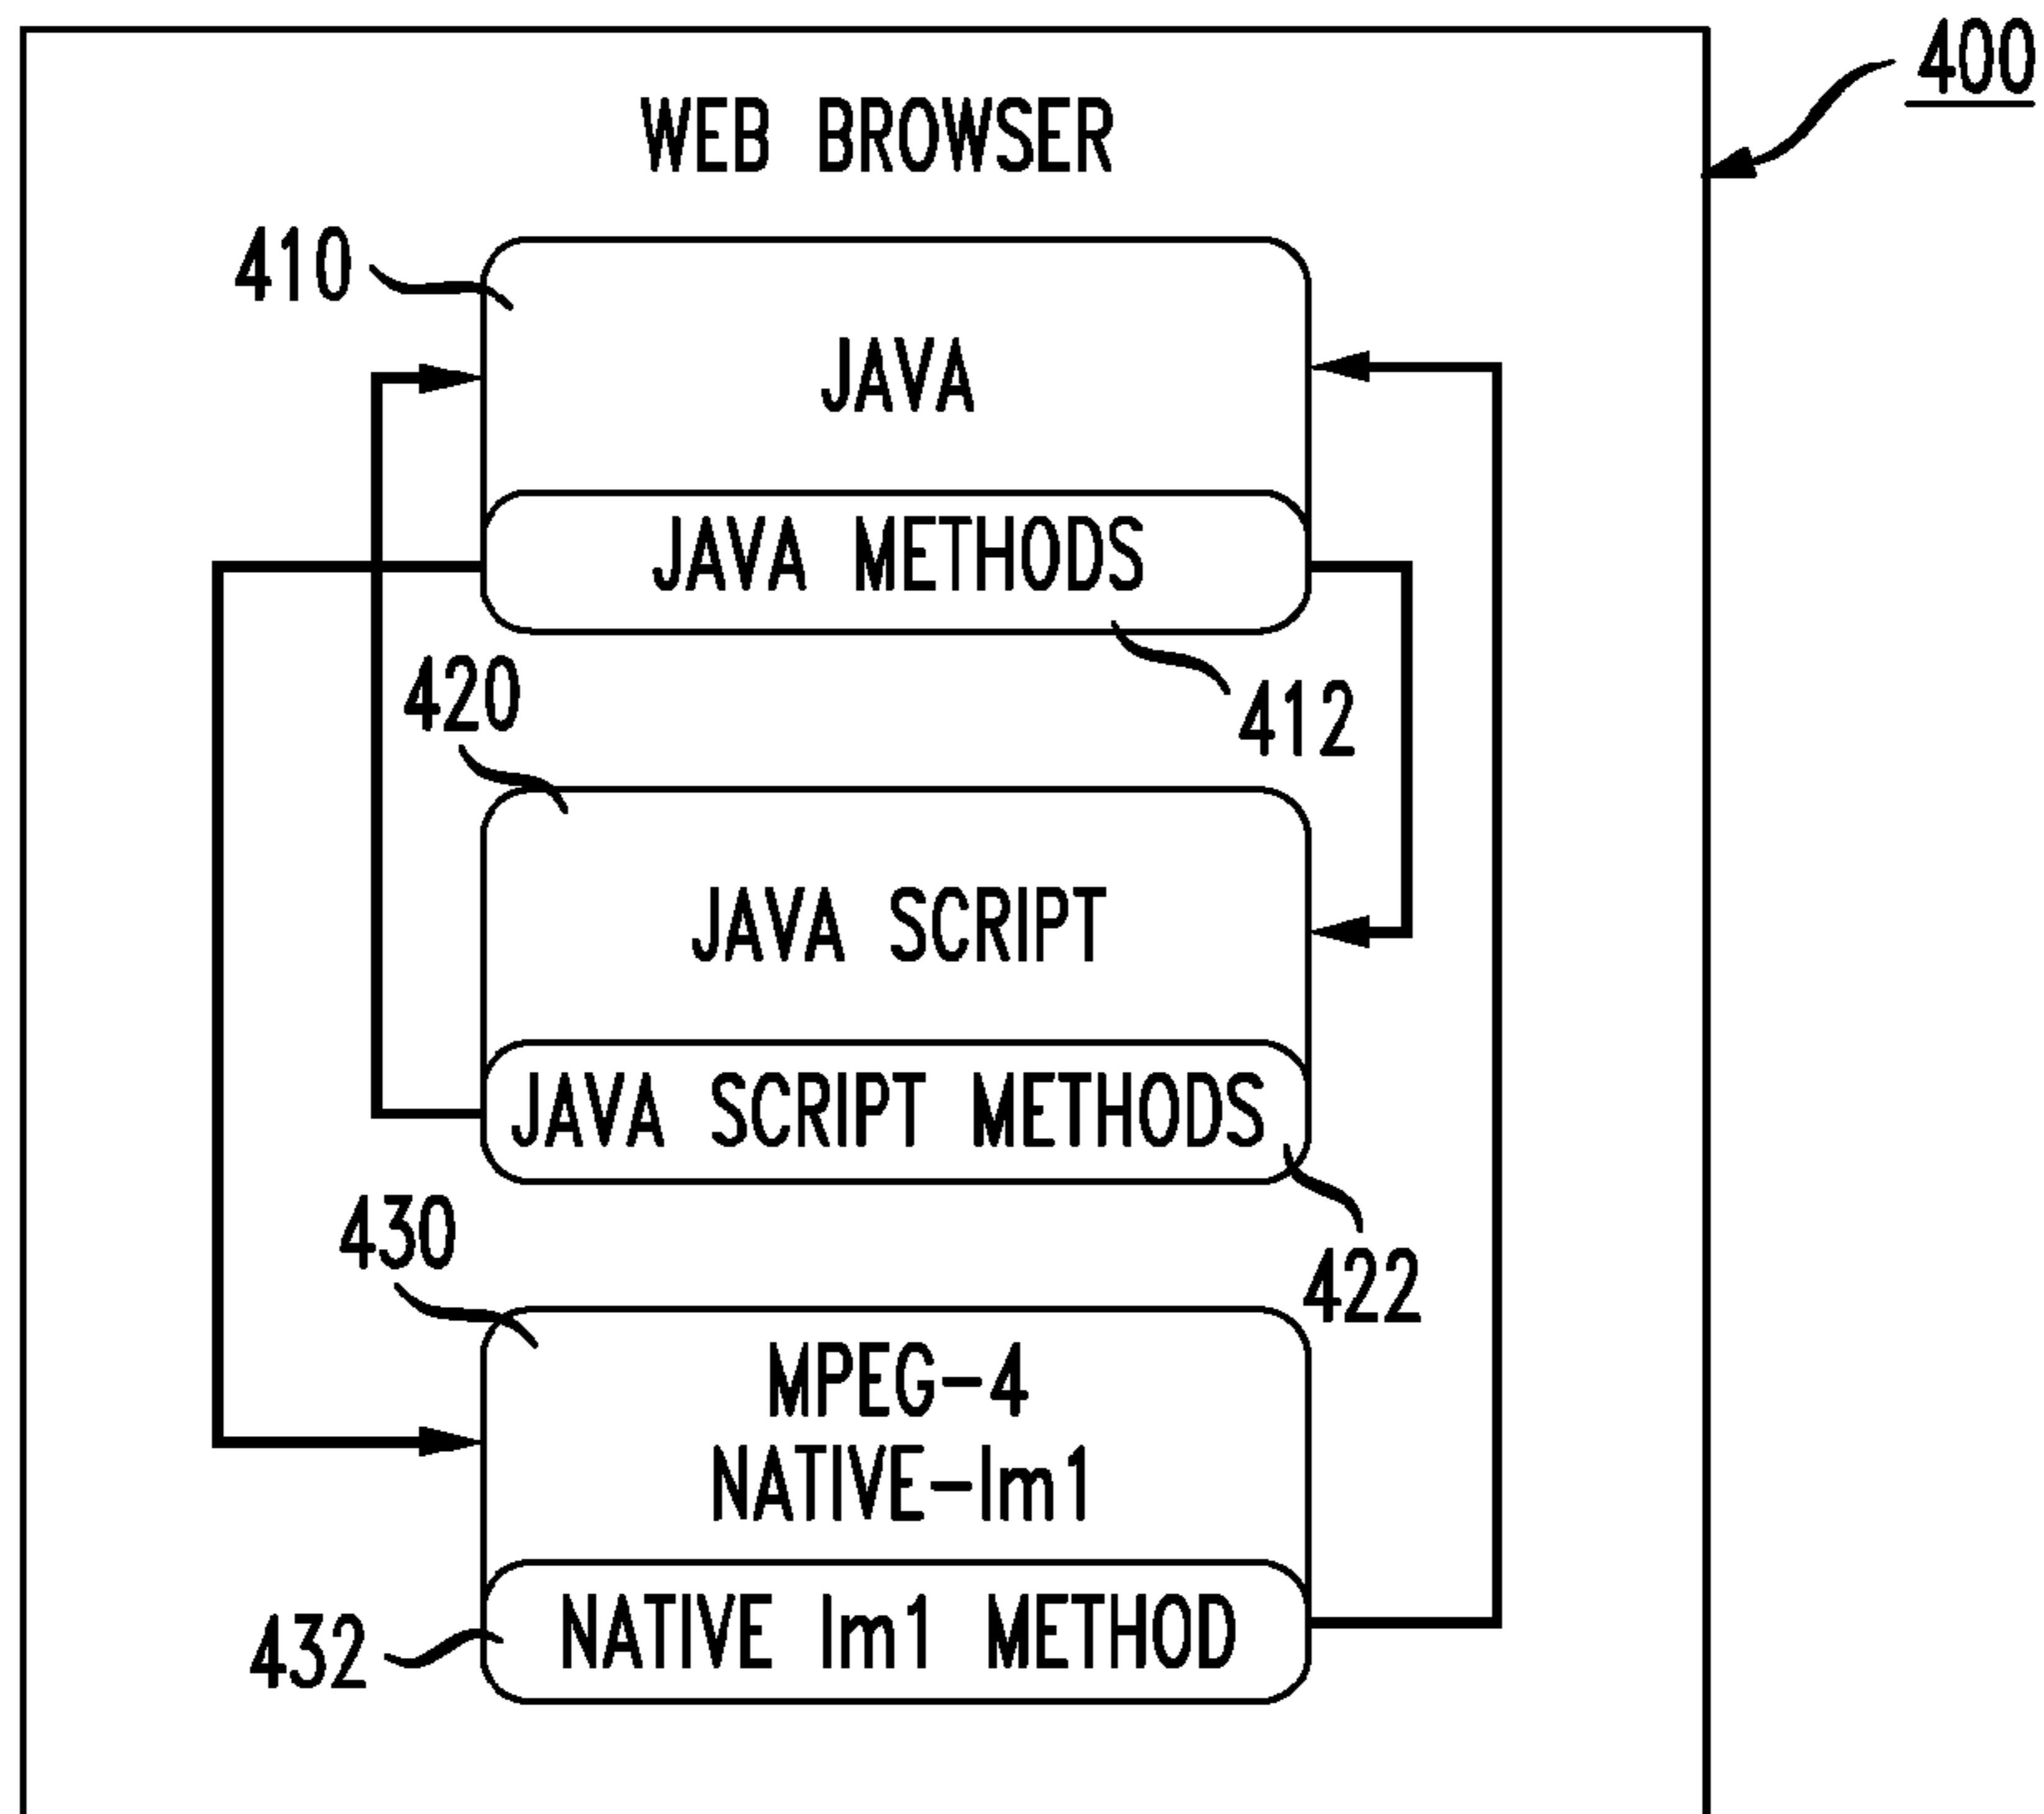 400
WEB BROWSER
410
JAVA
JAVA METHODS
420
412
JAVA SCRIPT
JAVA SCRIPT METHODS
430
422
MPEG-4
NATIVE-Im1
NATIVE Im1 METHOD
432